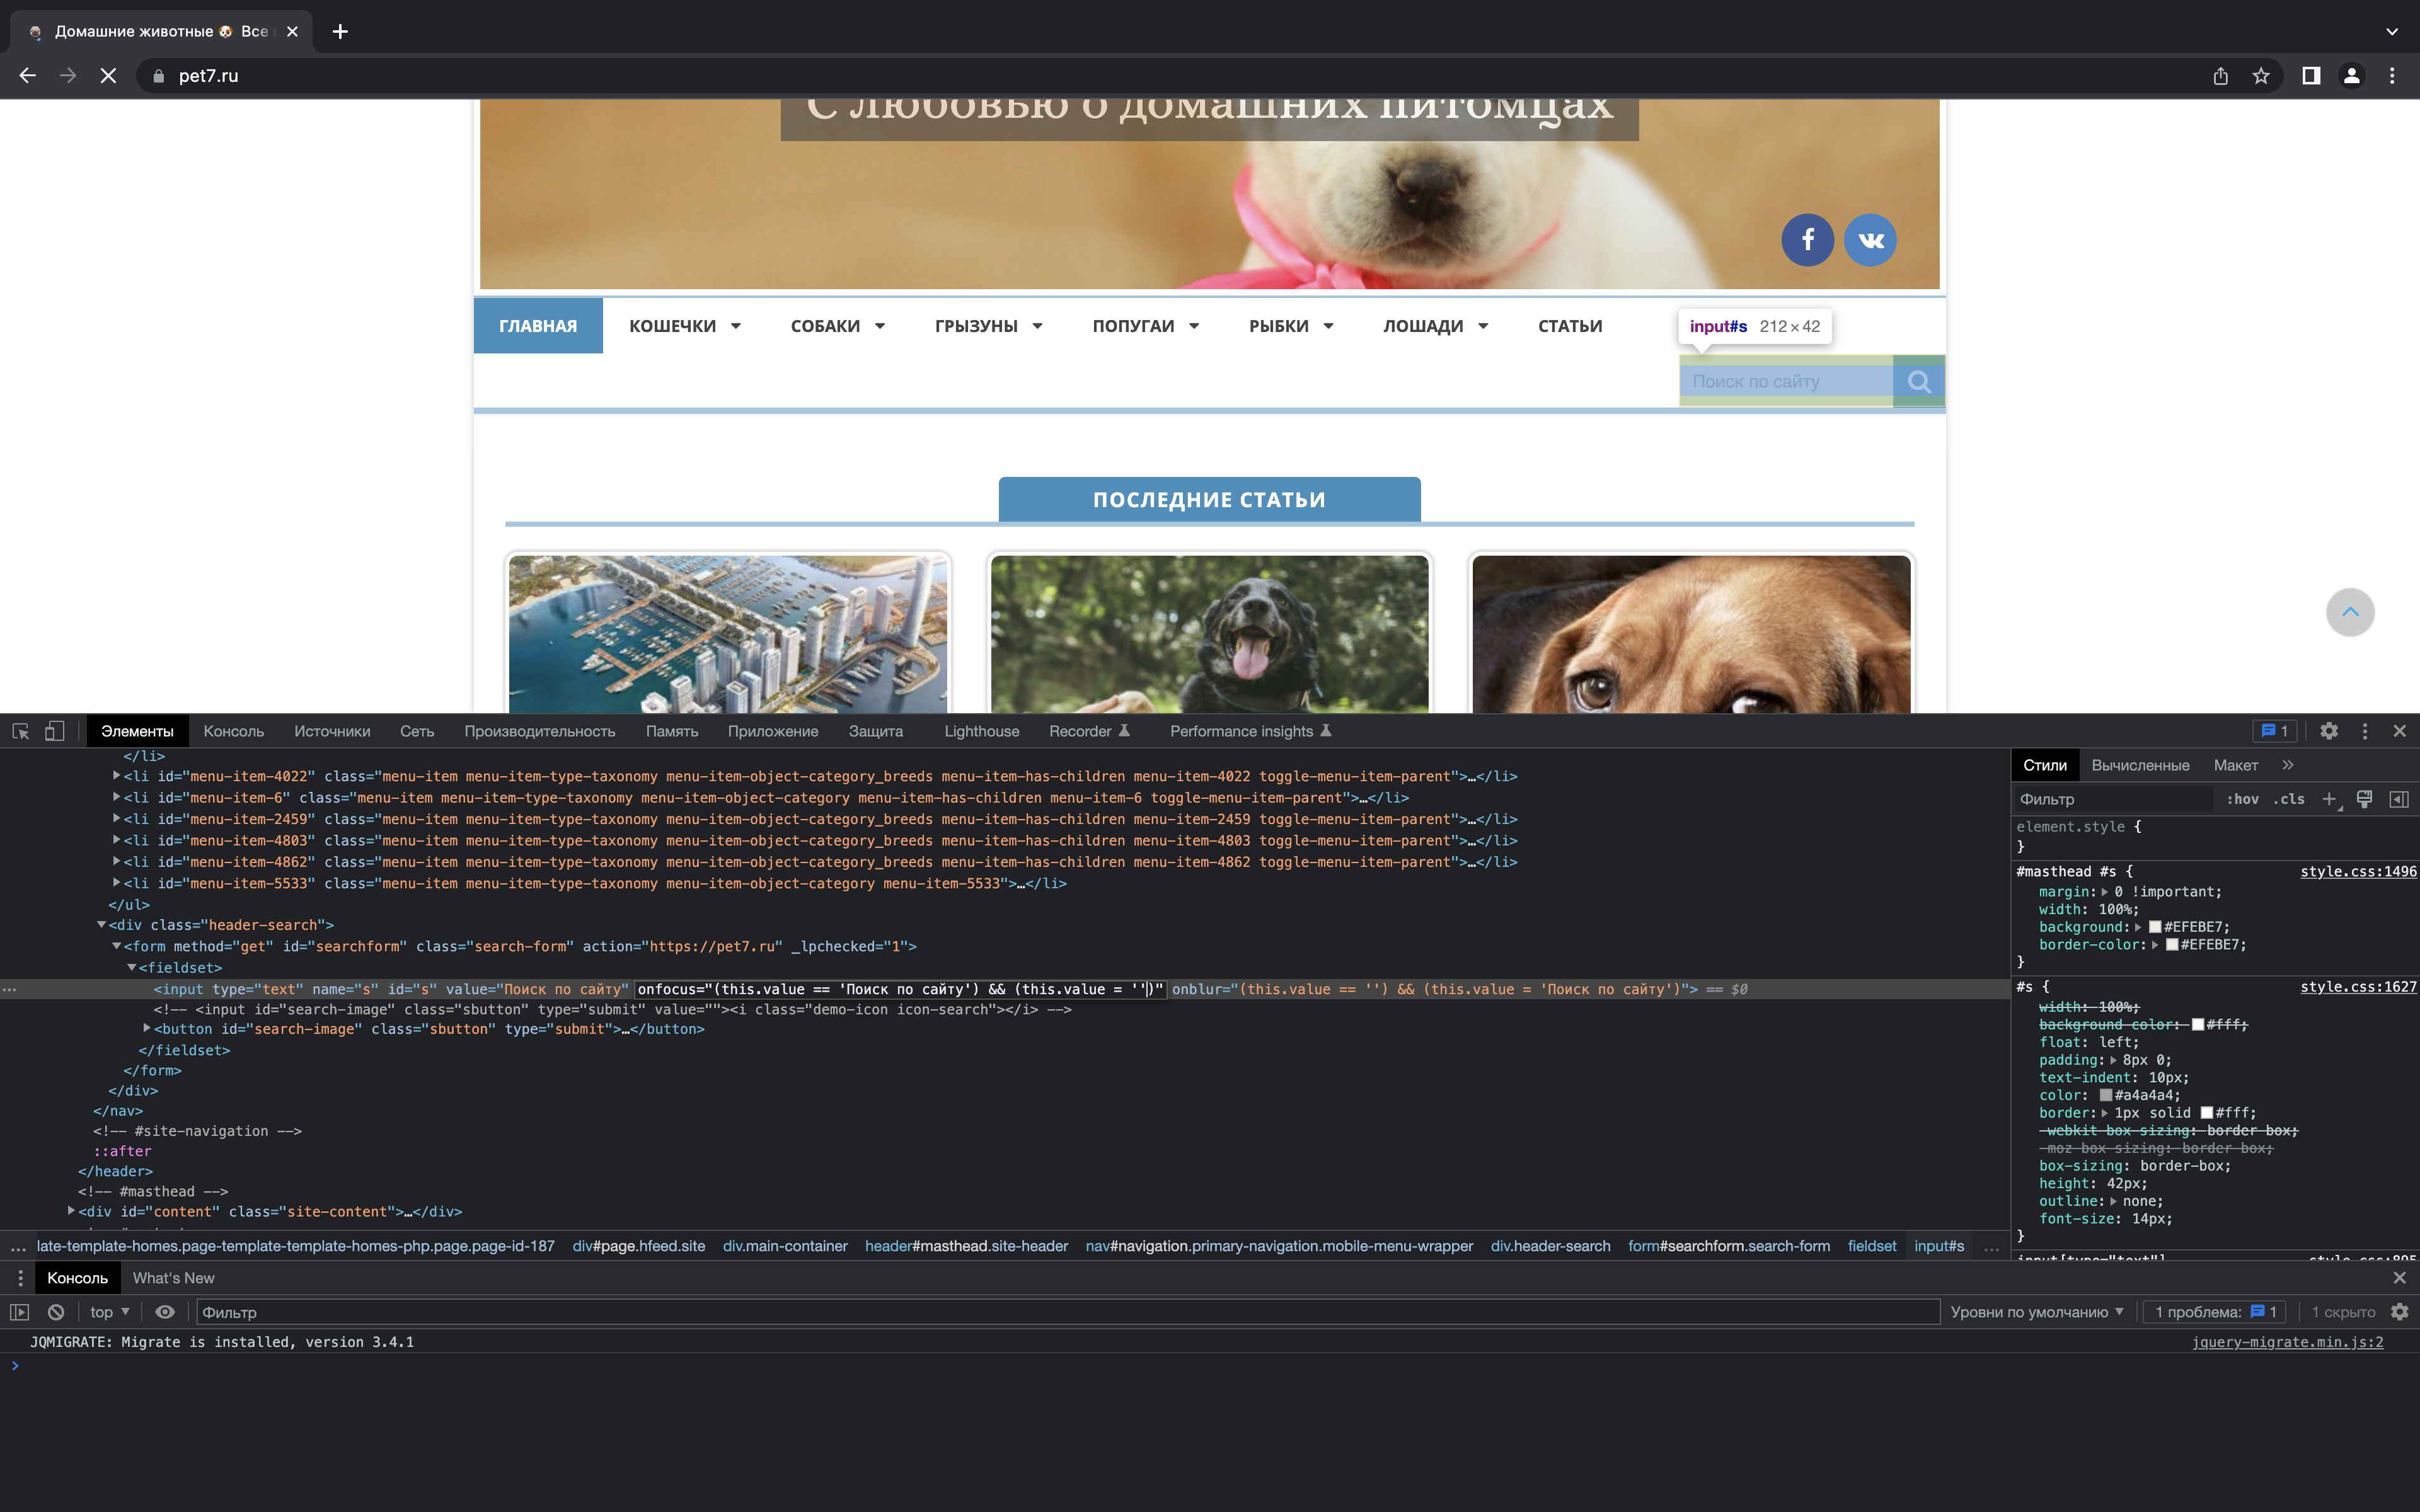 Домашние животные 🐶 Все
pet7.ru
С любовью о домашних питомцах
ГЛАВНАЯ КОШЕЧКИ СОБАКИ ГРЫЗУНЫ ПОПУГАИ РЫБКИ ЛОШАДИ СТАТЬИ
input#s 212 × 42
Поиск по сайту
ПОСЛЕДНИЕ СТАТЬИ
Элементы Консоль Источники Сеть Производительность Память Приложение Защита Lighthouse Recorder Performance insights 1
</li>
<li id="menu-item-4022" class="menu-item menu-item-type-taxonomy menu-item-object-category_breeds menu-item-has-children menu-item-4022 toggle-menu-item-parent">…</li>
<li id="menu-item-6" class="menu-item menu-item-type-taxonomy menu-item-object-category menu-item-has-children menu-item-6 toggle-menu-item-parent">…</li>
<li id="menu-item-2459" class="menu-item menu-item-type-taxonomy menu-item-object-category_breeds menu-item-has-children menu-item-2459 toggle-menu-item-parent">…</li>
<li id="menu-item-4803" class="menu-item menu-item-type-taxonomy menu-item-object-category_breeds menu-item-has-children menu-item-4803 toggle-menu-item-parent">…</li>
<li id="menu-item-4862" class="menu-item menu-item-type-taxonomy menu-item-object-category_breeds menu-item-has-children menu-item-4862 toggle-menu-item-parent">…</li>
<li id="menu-item-5533" class="menu-item menu-item-type-taxonomy menu-item-object-category menu-item-5533">…</li>
</ul>
<div class="header-search">
<form method="get" id="searchform" class="search-form" action="https://pet7.ru" _lpchecked="1">
<fieldset>
<input type="text" name="s" id="s" value="Поиск по сайту" onfocus="(this.value == 'Поиск по сайту') && (this.value = '')" onblur="(this.value == '') && (this.value = 'Поиск по сайту')"> == $0
<!-- <input id="search-image" class="sbutton" type="submit" value=""><i class="demo-icon icon-search"></i> -->
<button id="search-image" class="sbutton" type="submit">…</button>
</fieldset>
</form>
</div>
</nav>
<!-- #site-navigation -->
::after
</header>
<!-- #masthead -->
<div id="content" class="site-content">…</div>
... late-template-homes.page-template-template-homes-php.page.page-id-187 div#page.hfeed.site div.main-container header#masthead.site-header nav#navigation.primary-navigation.mobile-menu-wrapper div.header-search form#searchform.search-form fieldset input#s ...
Стили Вычисленные Макет »
Фильтр :hov .cls +
element.style {
}
#masthead #s { style.css:1496
margin: 0 !important;
width: 100%;
background: #EFEBE7;
border-color: #EFEBE7;
}
#s { style.css:1627
width: 100%;
background-color: #fff;
float: left;
padding: 8px 0;
text-indent: 10px;
color: #a4a4a4;
border: 1px solid #fff;
-webkit-box-sizing: border-box;
-moz-box-sizing: border-box;
box-sizing: border-box;
height: 42px;
outline: none;
font-size: 14px;
}
input[type="text"] style.css:895
Консоль What's New
top Фильтр Уровни по умолчанию 1 проблема: 1 1 скрыто
JQMIGRATE: Migrate is installed, version 3.4.1 jquery-migrate.min.js:2